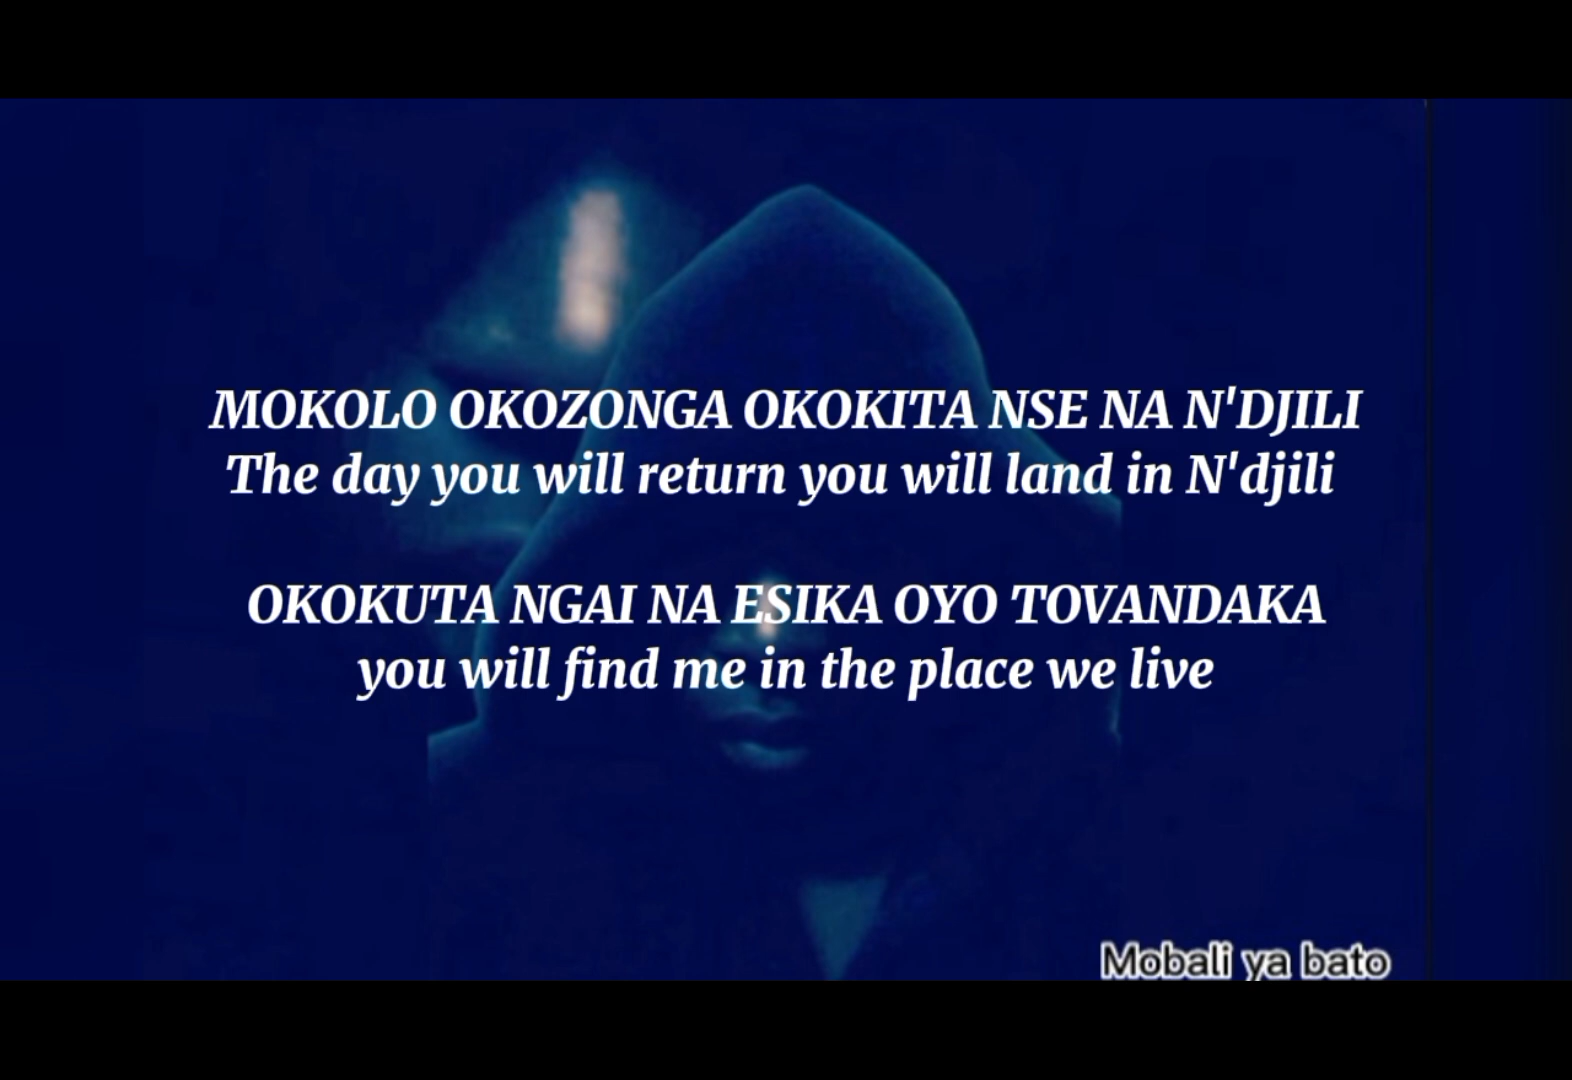 MOKOLO OKOZONGA OKOKITA NSE NA N'DJILI
The day you will return you will land in N'djili
OKOKUTA NGAI NA ESIKA OYO TOVANDAKA
you will find me in the place we live
Mobali ya bato